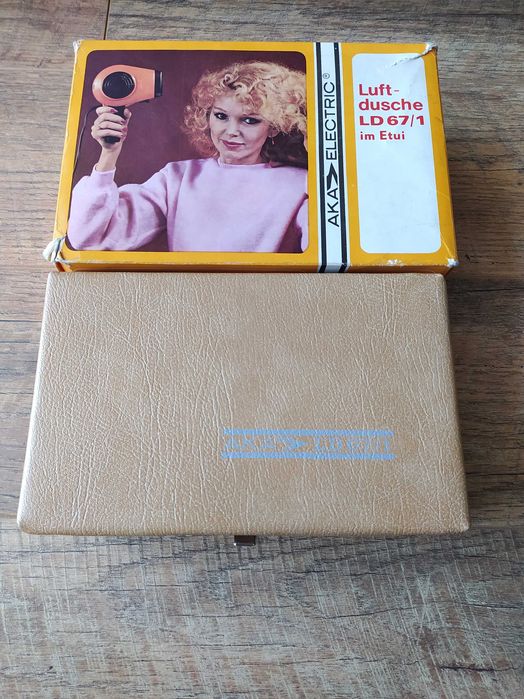 AKA ELECTRIC®
Luft-
dusche
LD 67/1
im Etui